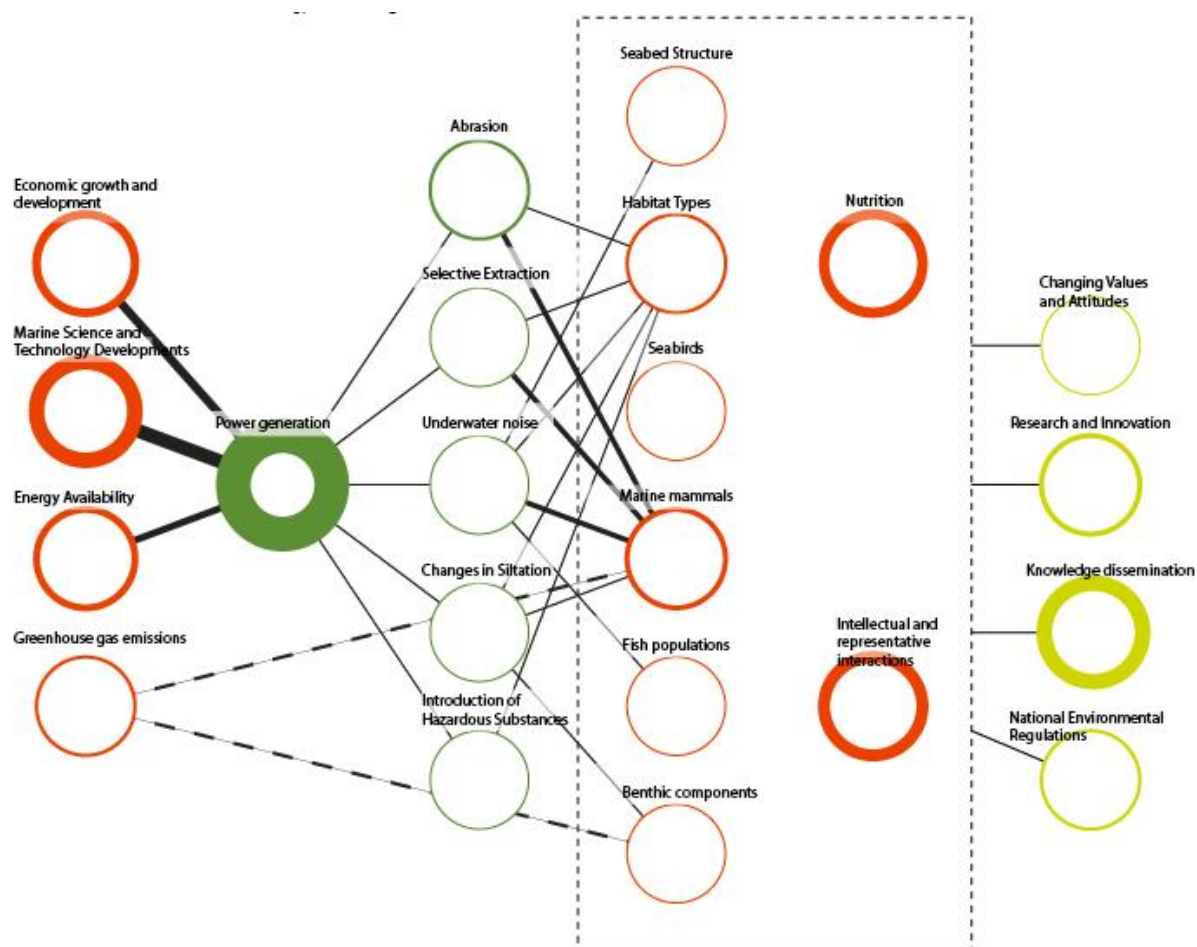 Seabed Structure
Abrasion
Economic growth and
development
Habitat Types
Nutrition
Selective Extraction
Changing Values
and Attitudes
Marine Science and
Technology Developments
Seabirds
Power generation
Underwater noise
Research and Innovation
Energy Availability
Marine mammals
Changes in Siltation
Knowledge dissemination
Greenhouse gas emissions
Fish populations
Intellectual and
representative
interactions
Introduction of
Hazardous Substances
National Environmental
Regulations
Benthic components